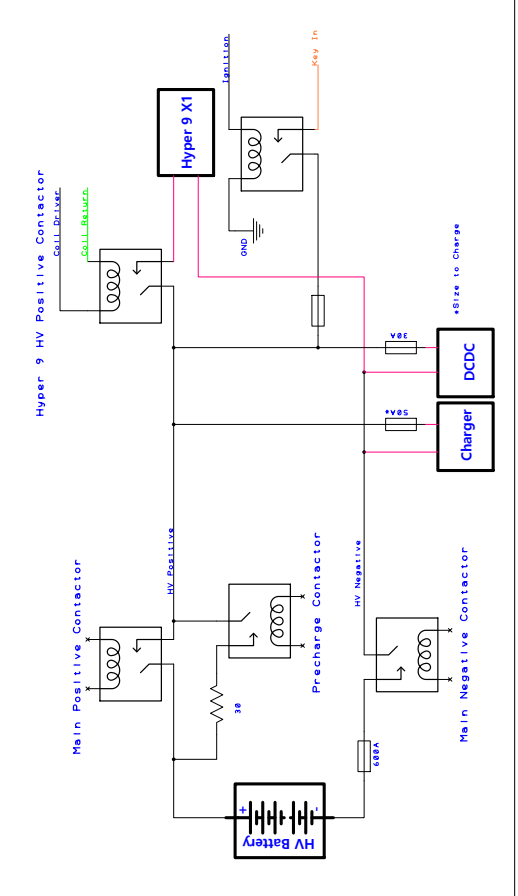 Key In
Ignition
Hyper 9 X1
Hyper 9 HV Positive Contactor
Coil Driver
Coil Return
GND
*Size to Charge
30A
DCDC
50A*
Charger
HV Positive
HV Negative
Main Positive Contactor
Precharge Contactor
Main Negative Contactor
30
600A
+
-
HV Battery